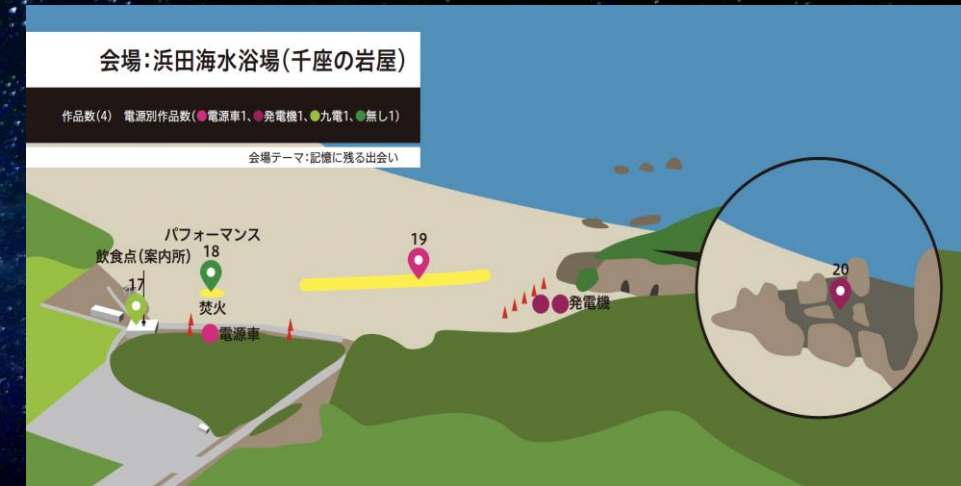 会場:浜田海水浴場(千座の岩屋)
作品数(4) 電源別作品数(●電源車1、●発電機1、●九電1、●無し1)
会場テーマ:記憶に残る出会い
パフォーマンス
18
飲食点(案内所)
17
焚火
電源車
19
発電機
20